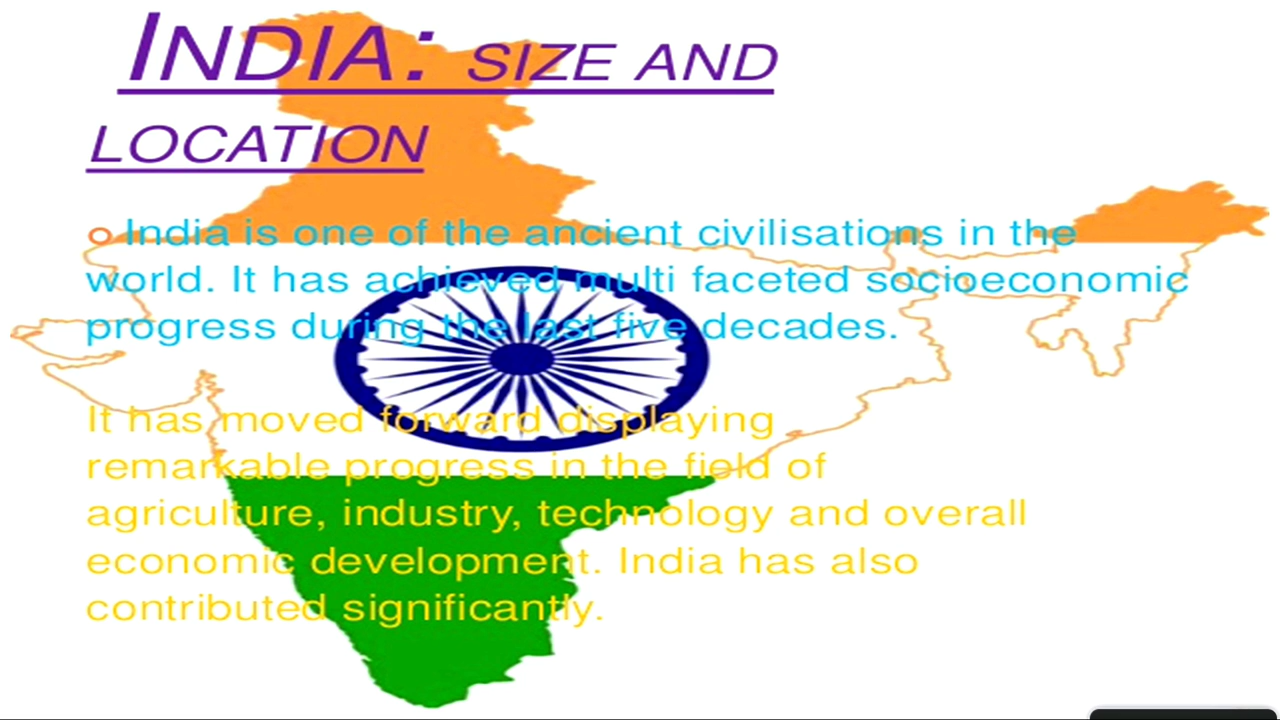 INDIA: SIZE AND
LOCATION
India is one of the ancient civilisations in the
world. It has achieved multi faceted socioeconomic
progress during the last five decades.
It has moved forward displaying
remarkable progress in the field of
agriculture, industry, technology and overall
economic development. India has also
contributed significantly.